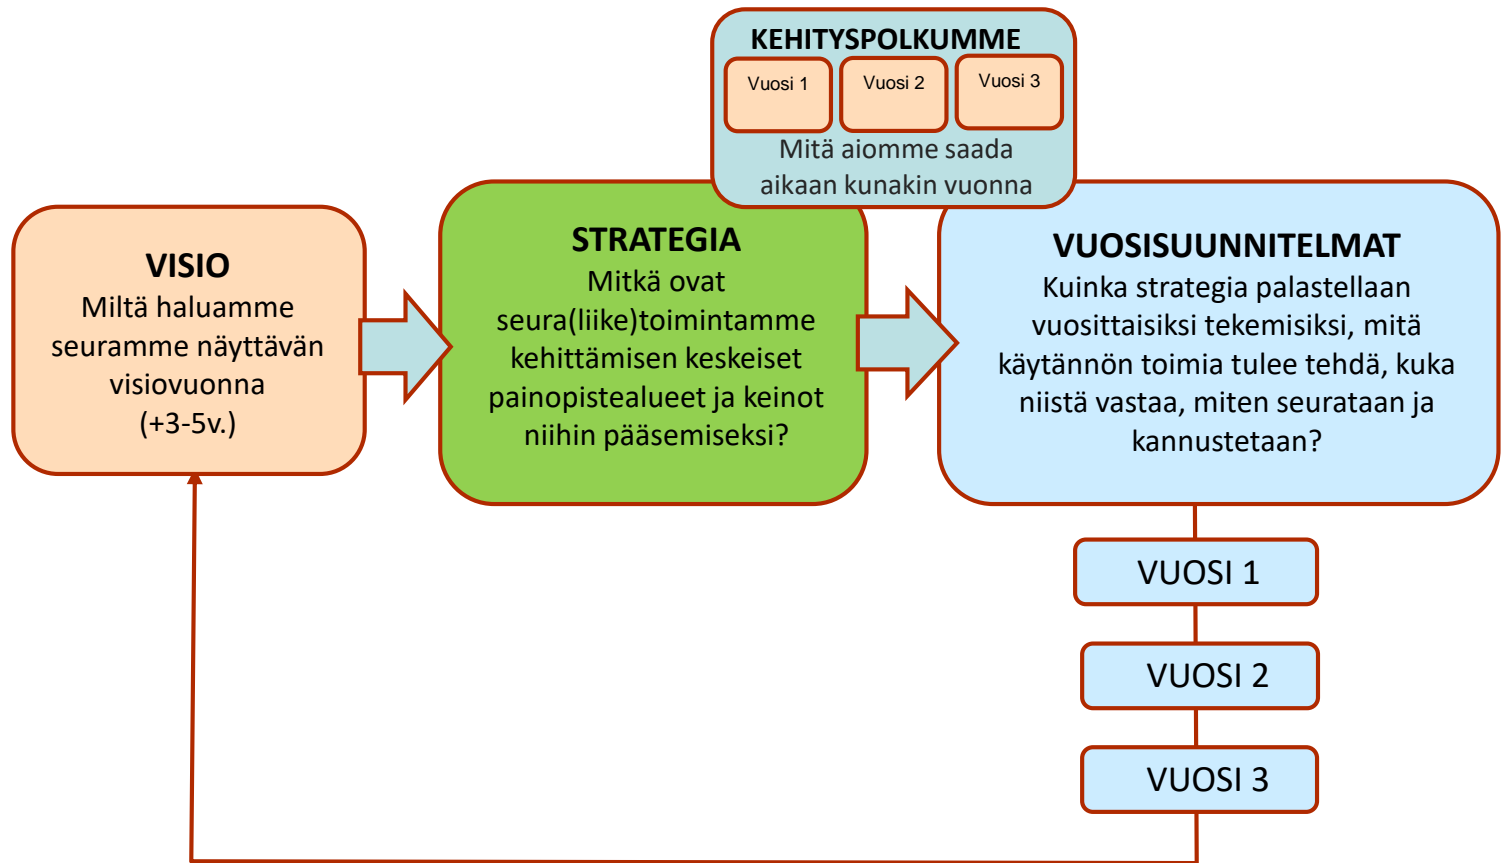 KEHITYSPOLKUMME
Vuosi 1
Vuosi 2
Vuosi 3
Mitä aiomme saada
aikaan kunakin vuonna
VISIO
Miltä haluamme
seuramme näyttävän
visiovuonna
(+3-5v.)
STRATEGIA
Mitkä ovat
seura(liike)toimintamme
kehittämisen keskeiset
painopistealueet ja keinot
niihin pääsemiseksi?
VUOSISUUNNITELMAT
Kuinka strategia palastellaan
vuosittaisiksi tekemisiksi, mitä
käytännön toimia tulee tehdä, kuka
niistä vastaa, miten seurataan ja
kannustetaan?
VUOSI 1
VUOSI 2
VUOSI 3